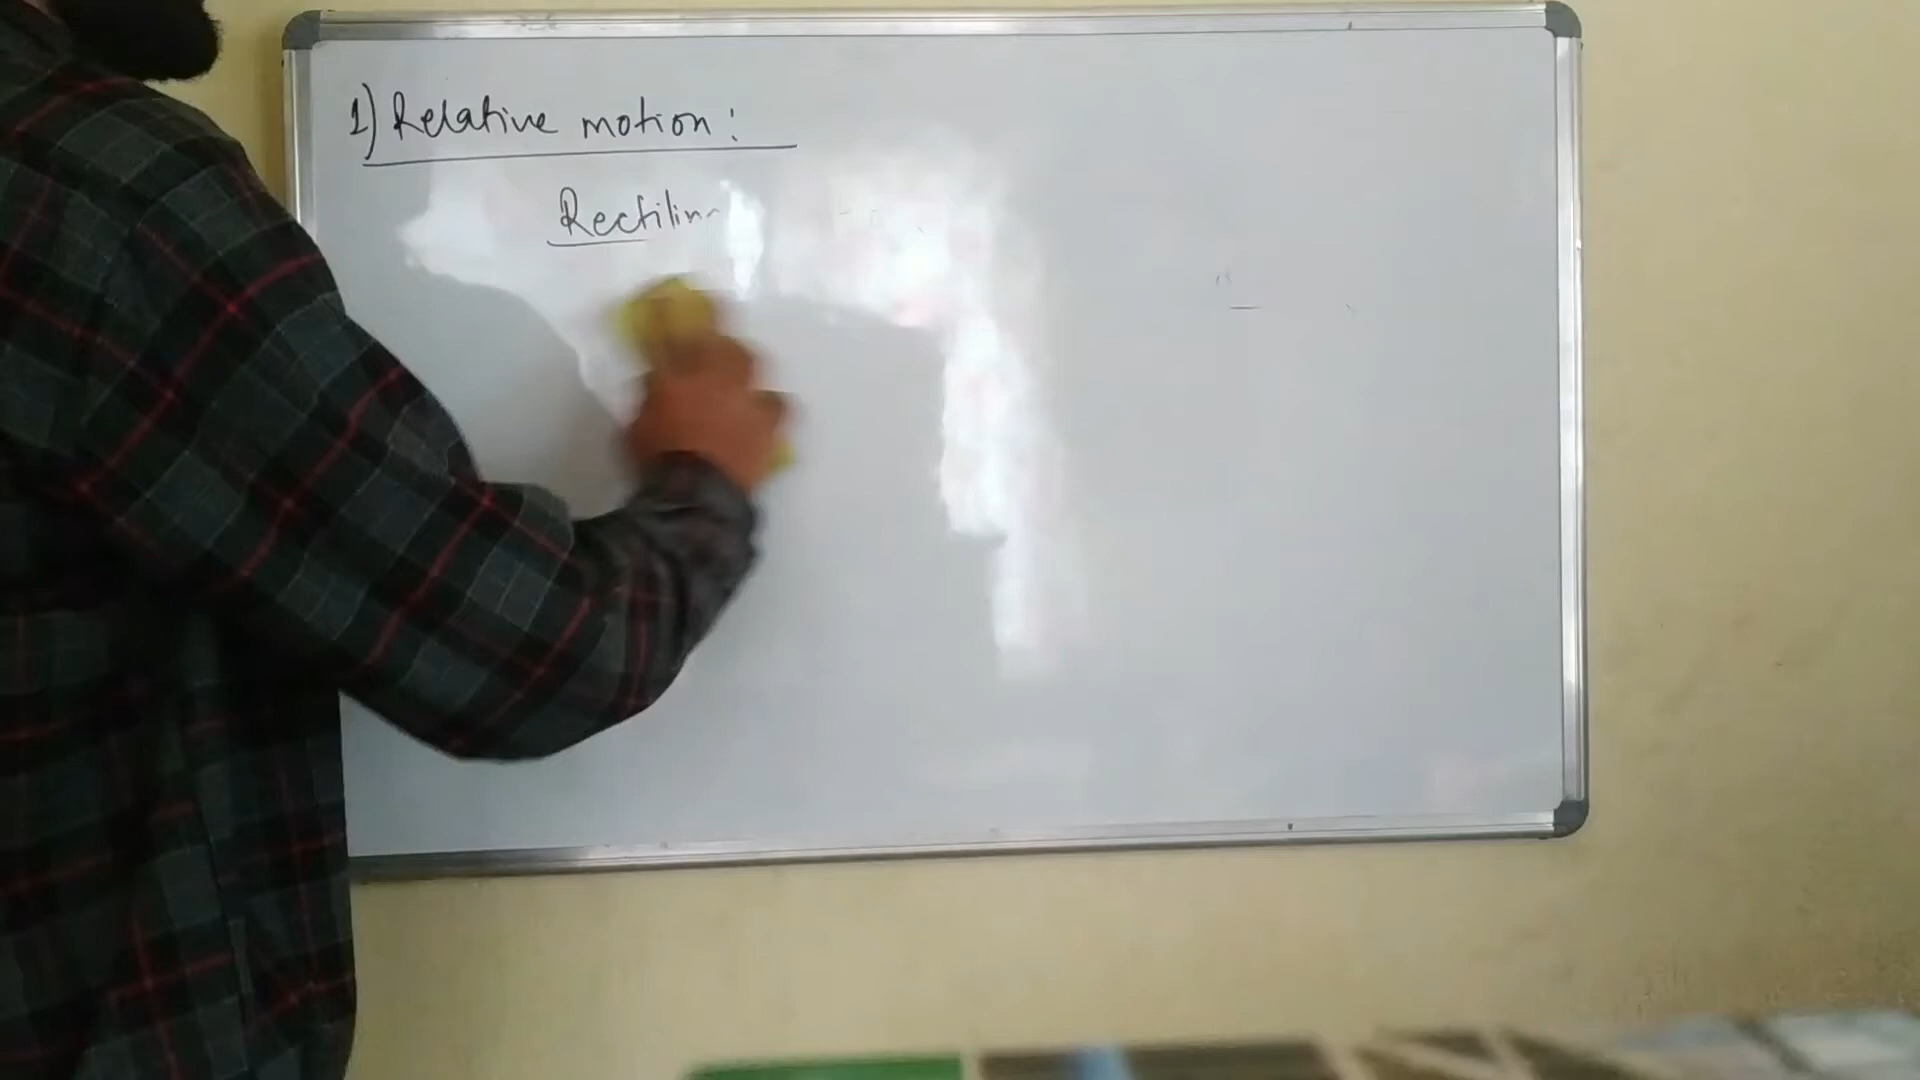 1) Relative motion :
Rectilin